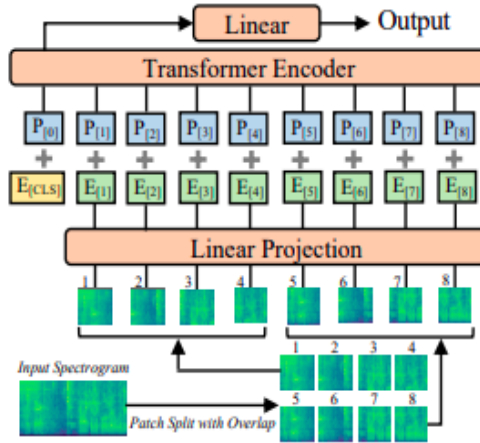 Linear Output
Transformer Encoder
P[0] P[1] P[2] P[3] P[4] P[5] P[6] P[7] P[8]
+ + + + + + + + +
E[CLS] E[1] E[2] E[3] E[4] E[5] E[6] E[7] E[8]
Linear Projection
1 2 3 4 5 6 7 8
1 2 3 4
Input Spectrogram
5 6 7 8
Patch Split with Overlap